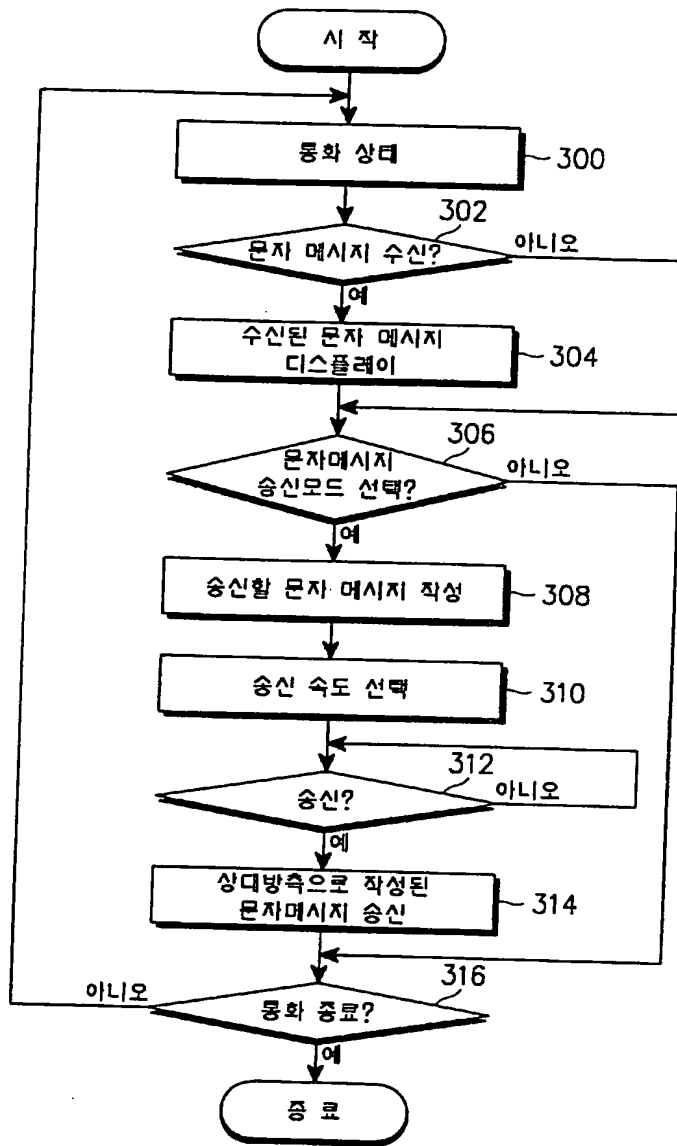 시 작
통화 상태
300
302
문자 메시지 수신?
아니오
예
수신된 문자 메시지
디스플레이
304
306
문자메시지
송신모드 선택?
아니오
예
송신할 문자 메시지 작성
308
송신 속도 선택
310
312
송신?
아니오
예
상대방측으로 작성된
문자메시지 송신
314
316
아니오
통화 종료?
예
종 료